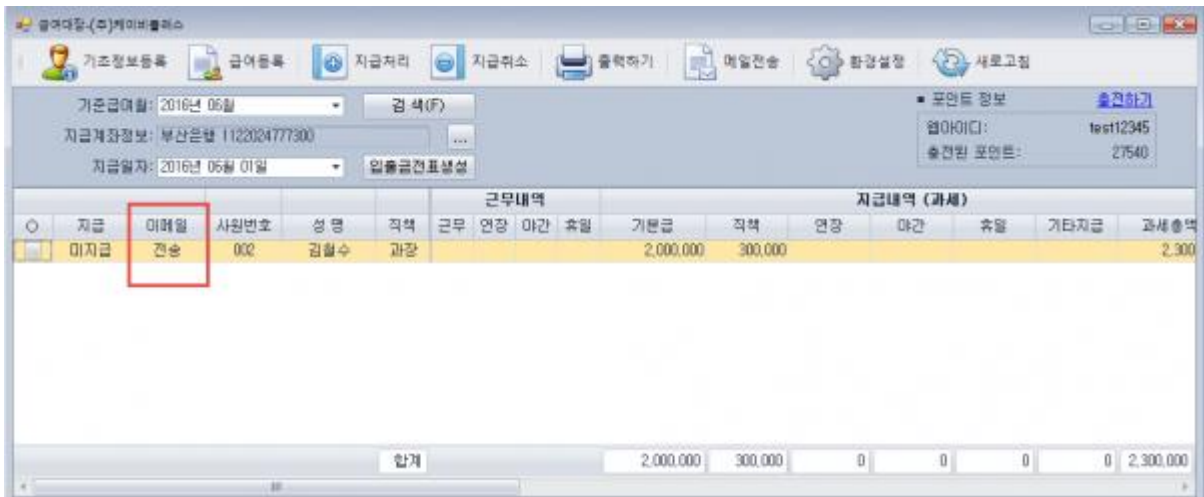 급여대장-(주)케이비플러스
기초정보등록 급여등록 지급처리 지급취소 출력하기 메일전송 환경설정 새로고침
기준급여월: 2016년 06월 검 색(F) ■ 포인트 정보 충전하기
지급계좌정보: 부산은행 1122024777300 ... 웹아이디: test12345
지급일자: 2016년 06월 01일 입출금전표생성 충전된 포인트: 27540
근무내역 지급내역 (과세)
지급 이메일 사원번호 성 명 직책 근무 연장 야간 휴일 기본급 직책 연장 야간 휴일 기타지급 과세총액
미지급 전송 002 김철수 과장 2,000,000 300,000 2,300
합계 2,000,000 300,000 0 0 0 0 2,300,000